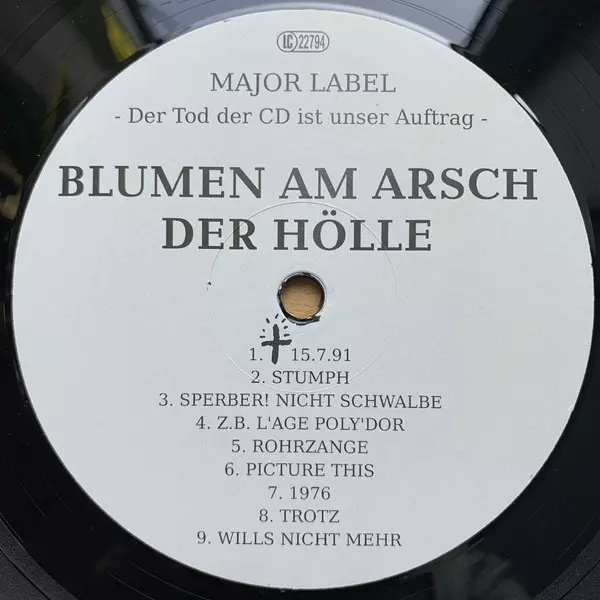 LC 22794
MAJOR LABEL
- Der Tod der CD ist unser Auftrag -
BLUMEN AM ARSCH
DER HÖLLE
1. † 15.7.91
2. STUMPH
3. SPERBER! NICHT SCHWALBE
4. Z.B. L'AGE POLY'DOR
5. ROHRZANGE
6. PICTURE THIS
7. 1976
8. TROTZ
9. WILLS NICHT MEHR